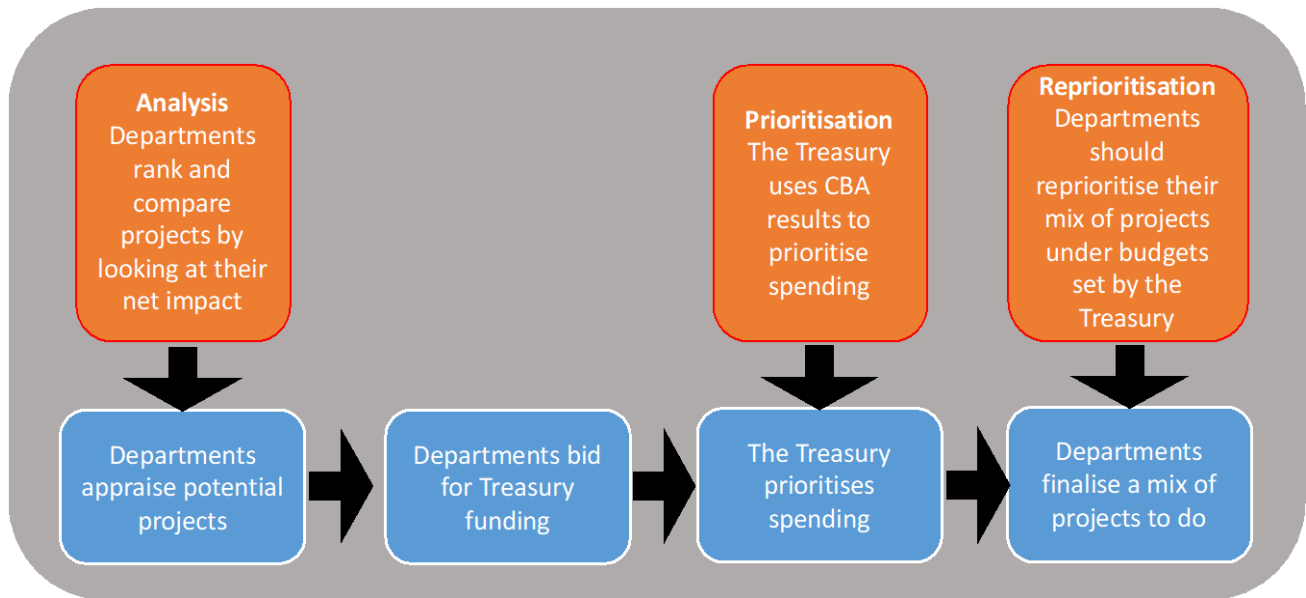 Analysis
Departments
rank and
compare
projects by
looking at their
net impact
Prioritisation
The Treasury
uses CBA
results to
prioritise
spending
Reprioritisation
Departments
should
reprioritise their
mix of projects
under budgets
set by the
Treasury
Departments
appraise potential
projects
Departments bid
for Treasury
funding
The Treasury
prioritises
spending
Departments
finalise a mix of
projects to do